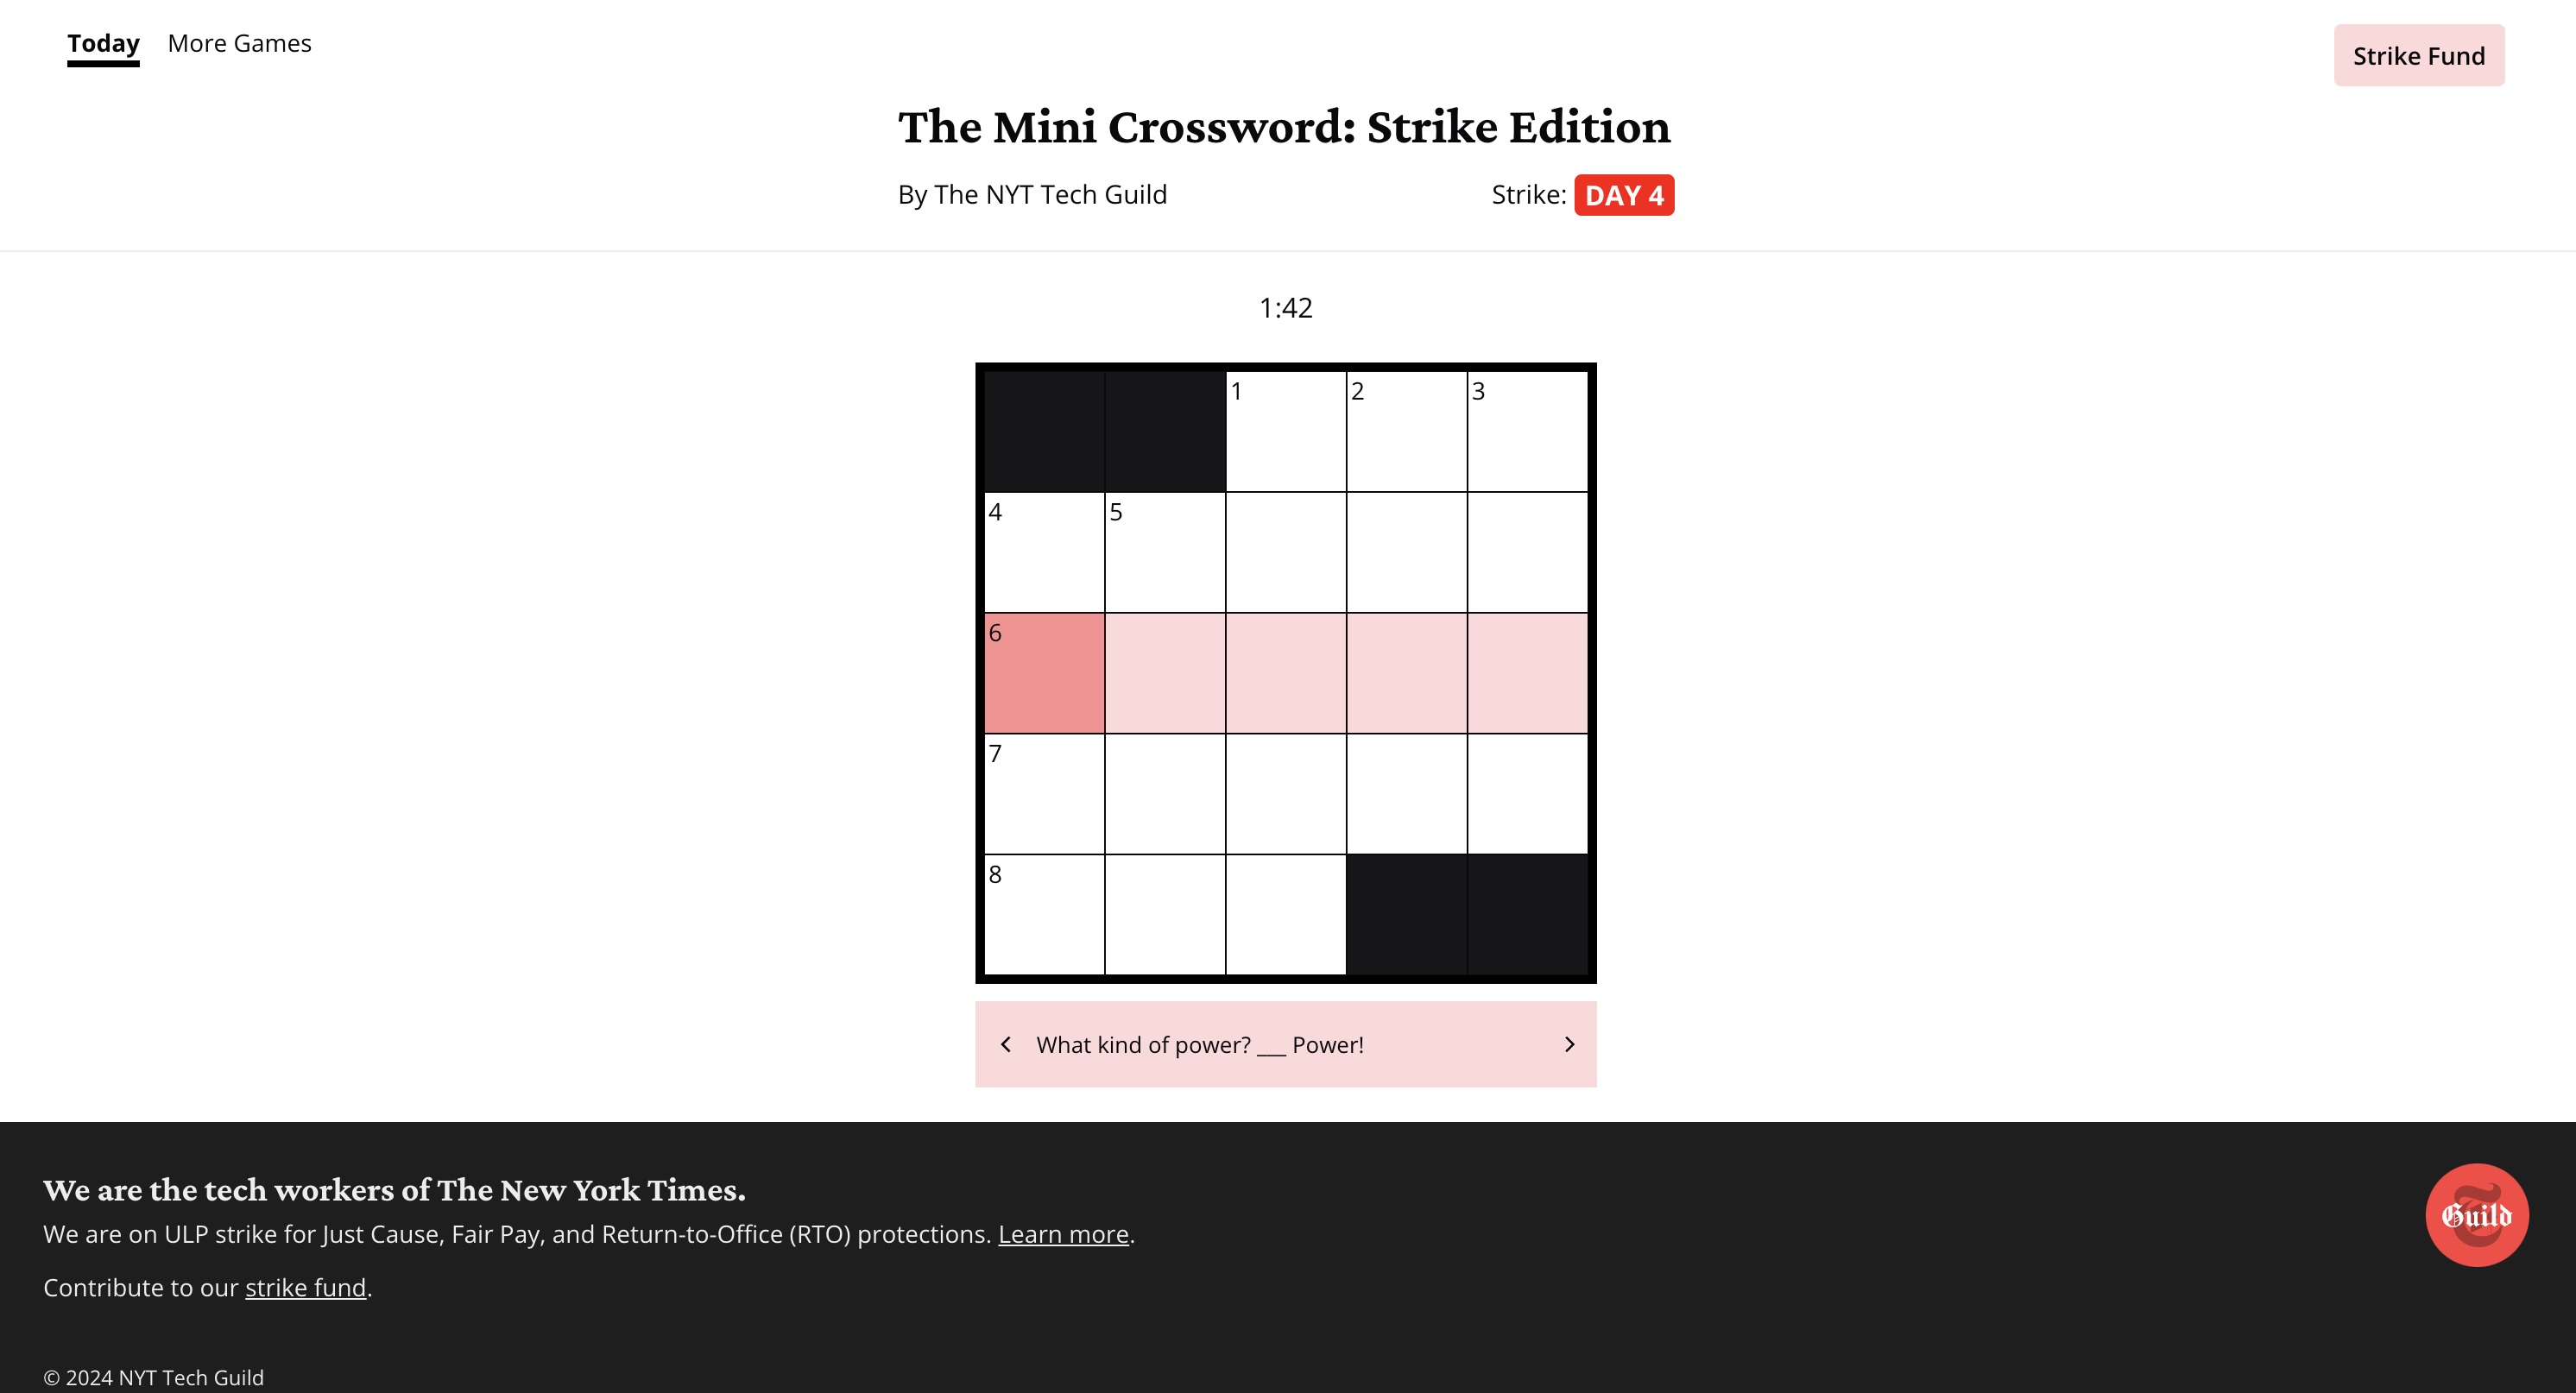 Today More Games
Strike Fund
The Mini Crossword: Strike Edition
By The NYT Tech Guild Strike: DAY 4
1:42
1 2 3
4 5
6
7
8
What kind of power? ___ Power!
We are the tech workers of The New York Times.
We are on ULP strike for Just Cause, Fair Pay, and Return-to-Office (RTO) protections. Learn more.
Guild
Contribute to our strike fund.
© 2024 NYT Tech Guild